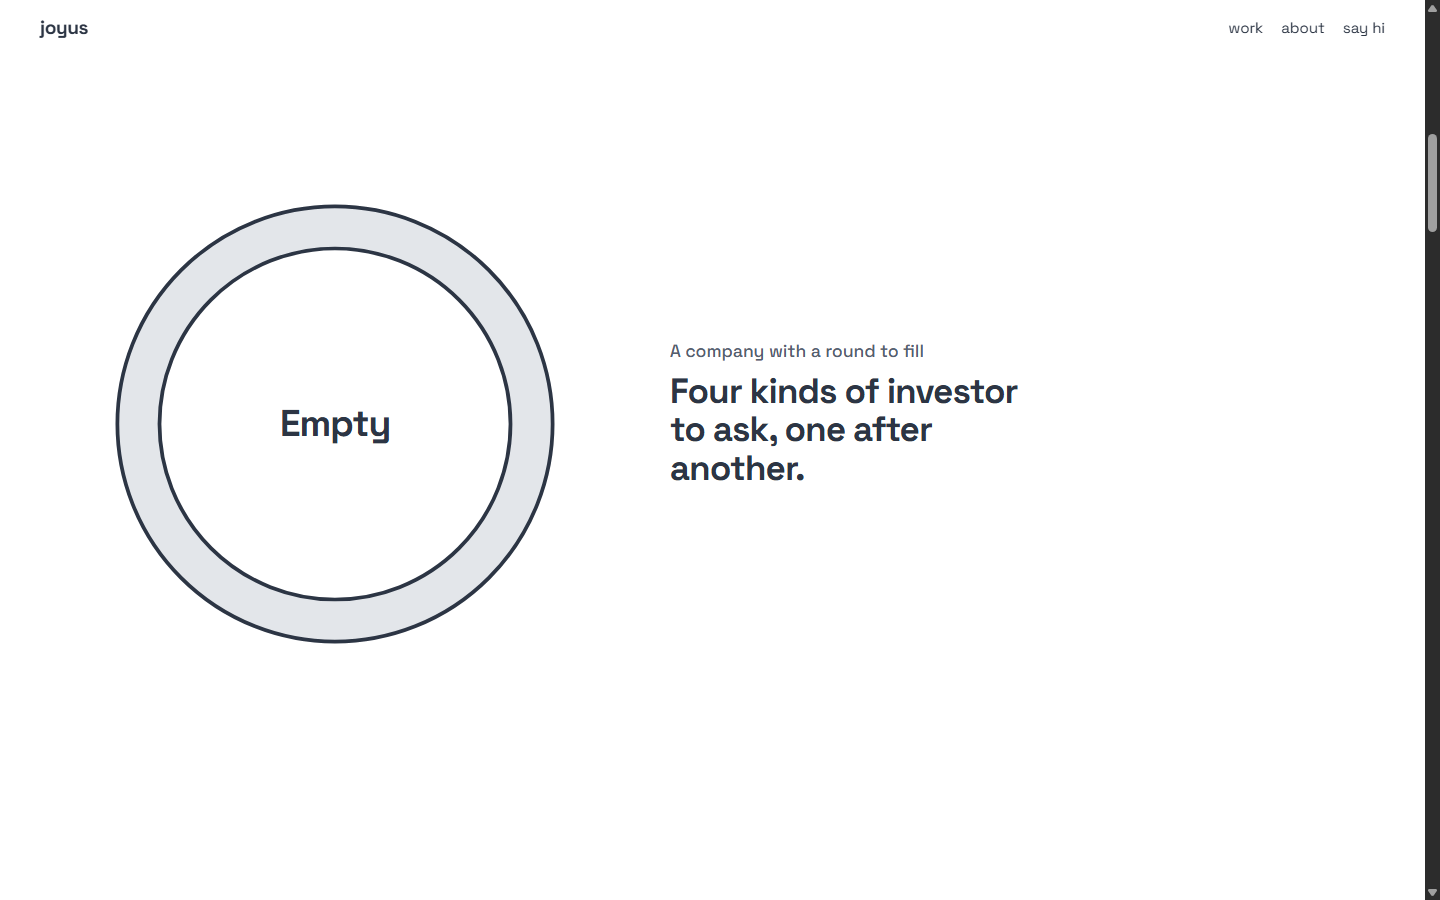 joyus
work about say hi
Empty
A company with a round to fill
Four kinds of investor
to ask, one after
another.